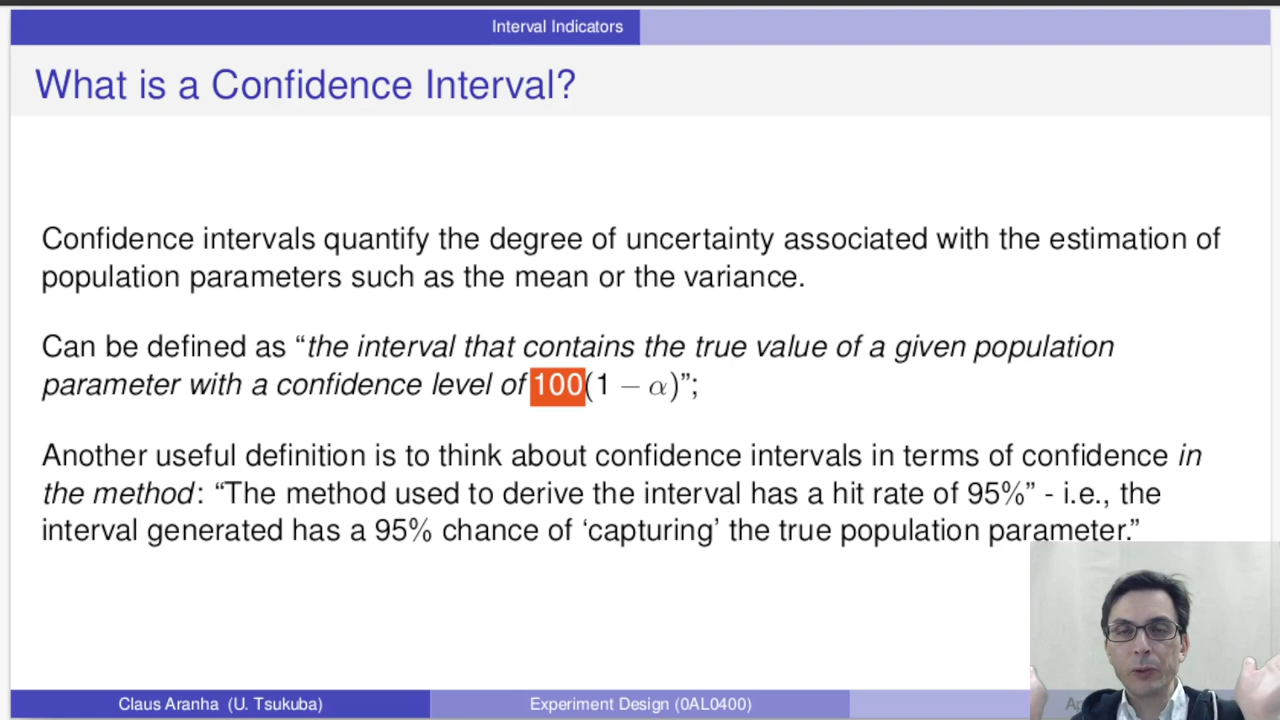 Interval Indicators
What is a Confidence Interval?
Confidence intervals quantify the degree of uncertainty associated with the estimation of
population parameters such as the mean or the variance.
Can be defined as “the interval that contains the true value of a given population
parameter with a confidence level of 100(1 − α)”;
Another useful definition is to think about confidence intervals in terms of confidence in
the method: “The method used to derive the interval has a hit rate of 95%” - i.e., the
interval generated has a 95% chance of ‘capturing’ the true population parameter.”
Claus Aranha (U. Tsukuba)
Experiment Design (0AL0400)